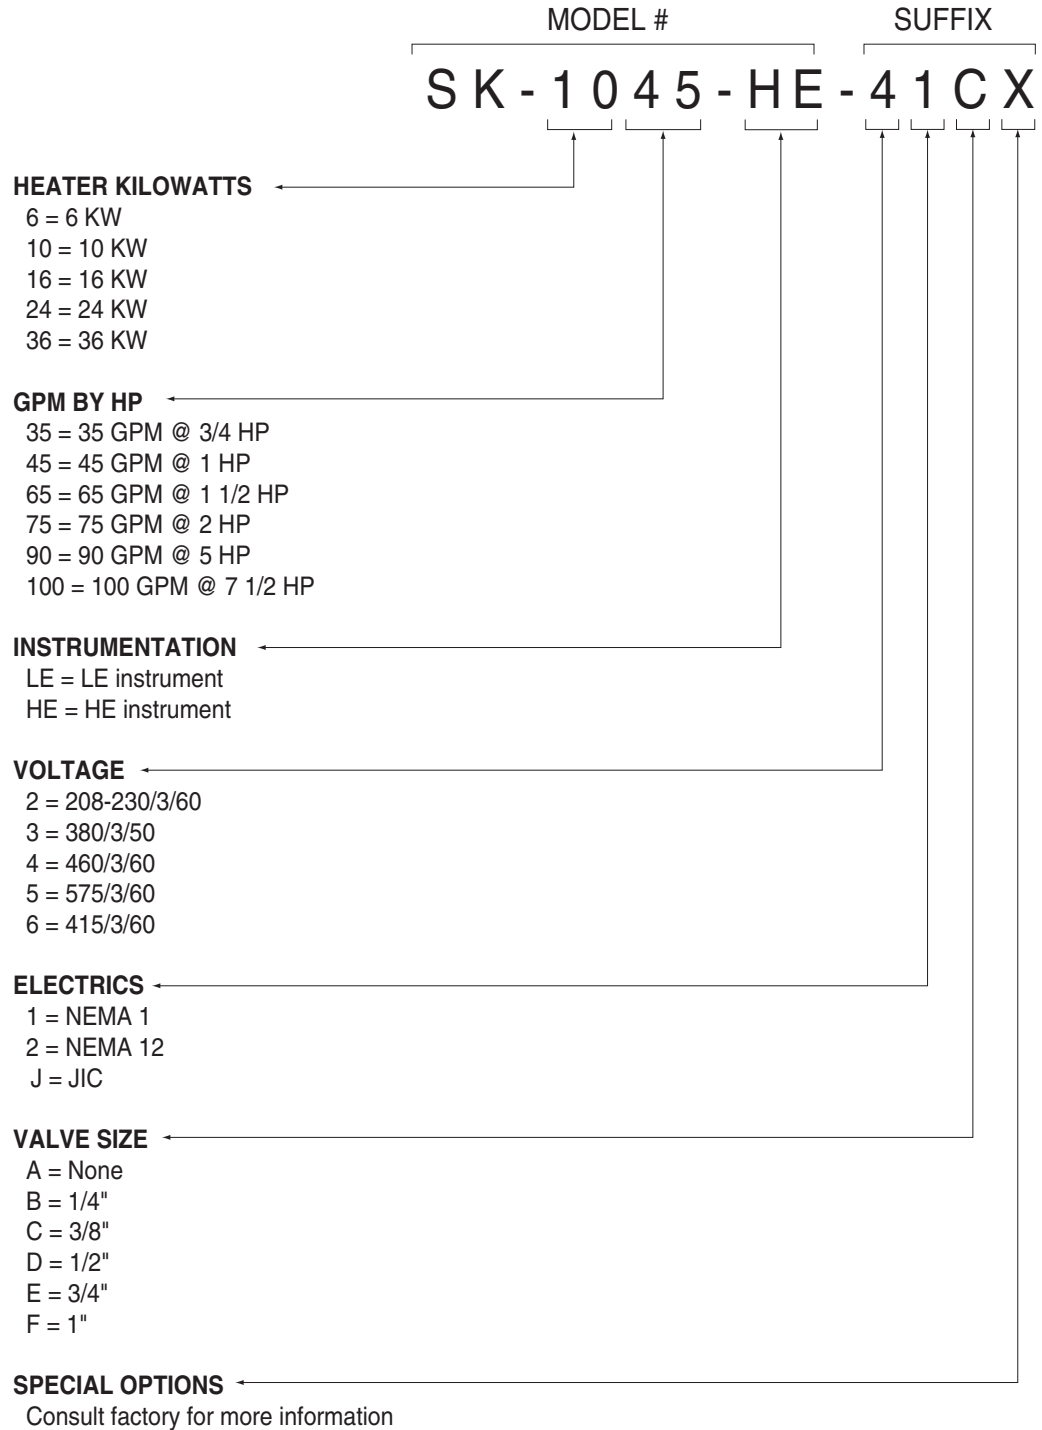 MODEL # SUFFIX
SK-1045-HE-41CX
HEATER KILOWATTS
6 = 6 KW
10 = 10 KW
16 = 16 KW
24 = 24 KW
36 = 36 KW
GPM BY HP
35 = 35 GPM @ 3/4 HP
45 = 45 GPM @ 1 HP
65 = 65 GPM @ 1 1/2 HP
75 = 75 GPM @ 2 HP
90 = 90 GPM @ 5 HP
100 = 100 GPM @ 7 1/2 HP
INSTRUMENTATION
LE = LE instrument
HE = HE instrument
VOLTAGE
2 = 208-230/3/60
3 = 380/3/50
4 = 460/3/60
5 = 575/3/60
6 = 415/3/60
ELECTRICS
1 = NEMA 1
2 = NEMA 12
J = JIC
VALVE SIZE
A = None
B = 1/4"
C = 3/8"
D = 1/2"
E = 3/4"
F = 1"
SPECIAL OPTIONS
Consult factory for more information